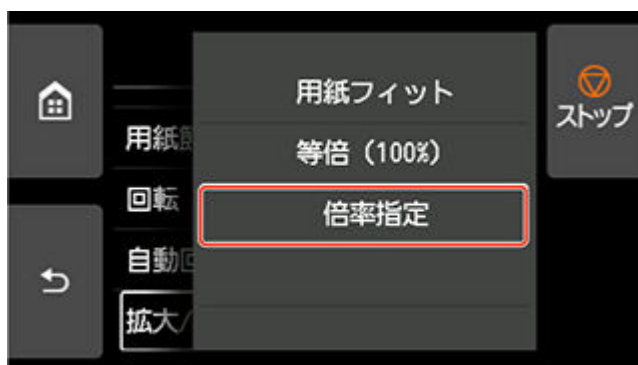 用紙フィット
ストップ
用紙
等倍（100%）
回転
倍率指定
自動
拡大/